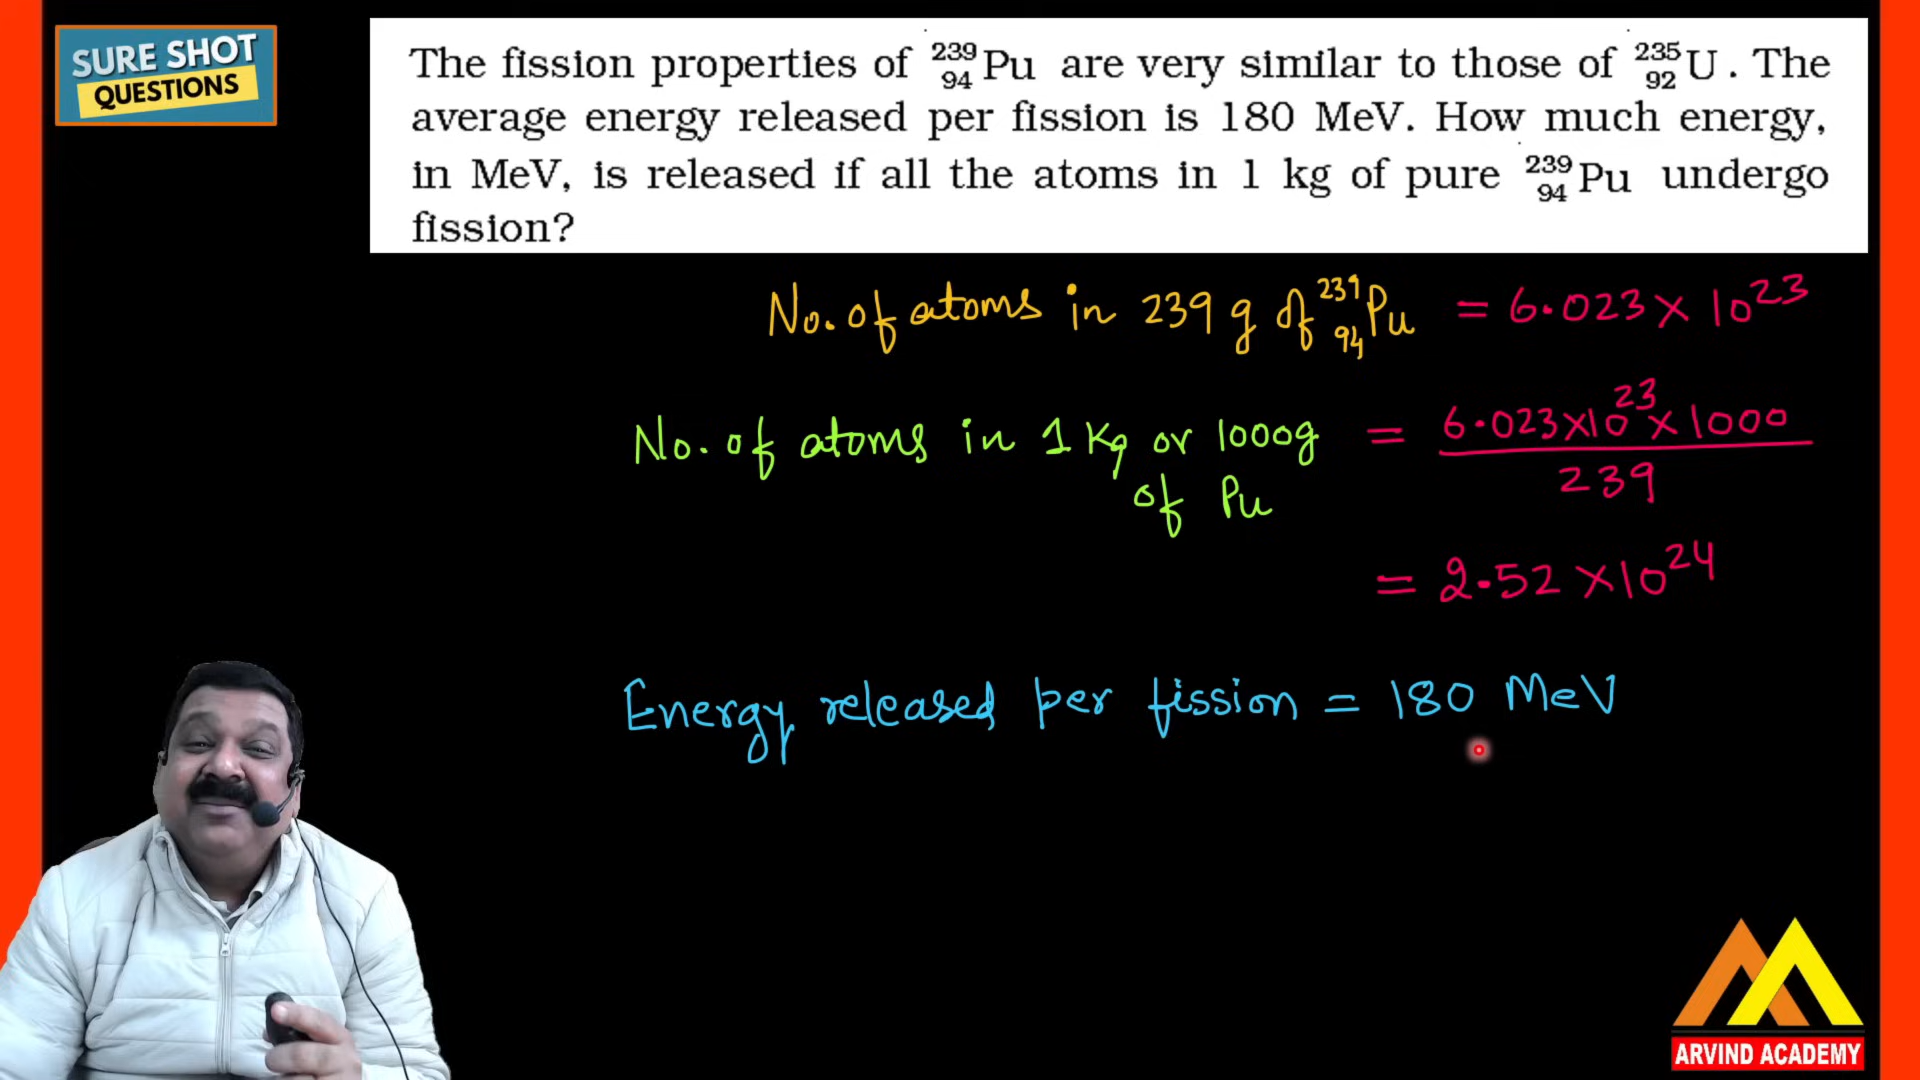 SURE SHOT
QUESTIONS
The fission properties of ²³⁹₉₄Pu are very similar to those of ²³⁵₉₂U. The
average energy released per fission is 180 MeV. How much energy,
in MeV, is released if all the atoms in 1 kg of pure ²³⁹₉₄Pu undergo
fission?
No. of atoms in 239 g of ²³⁹₉₄Pu = 6.023 × 10²³
No. of atoms in 1 Kg or 1000g of Pu = 6.023×10²³ × 1000 / 239
= 2.52 × 10²⁴
Energy released per fission = 180 MeV
ARVIND ACADEMY